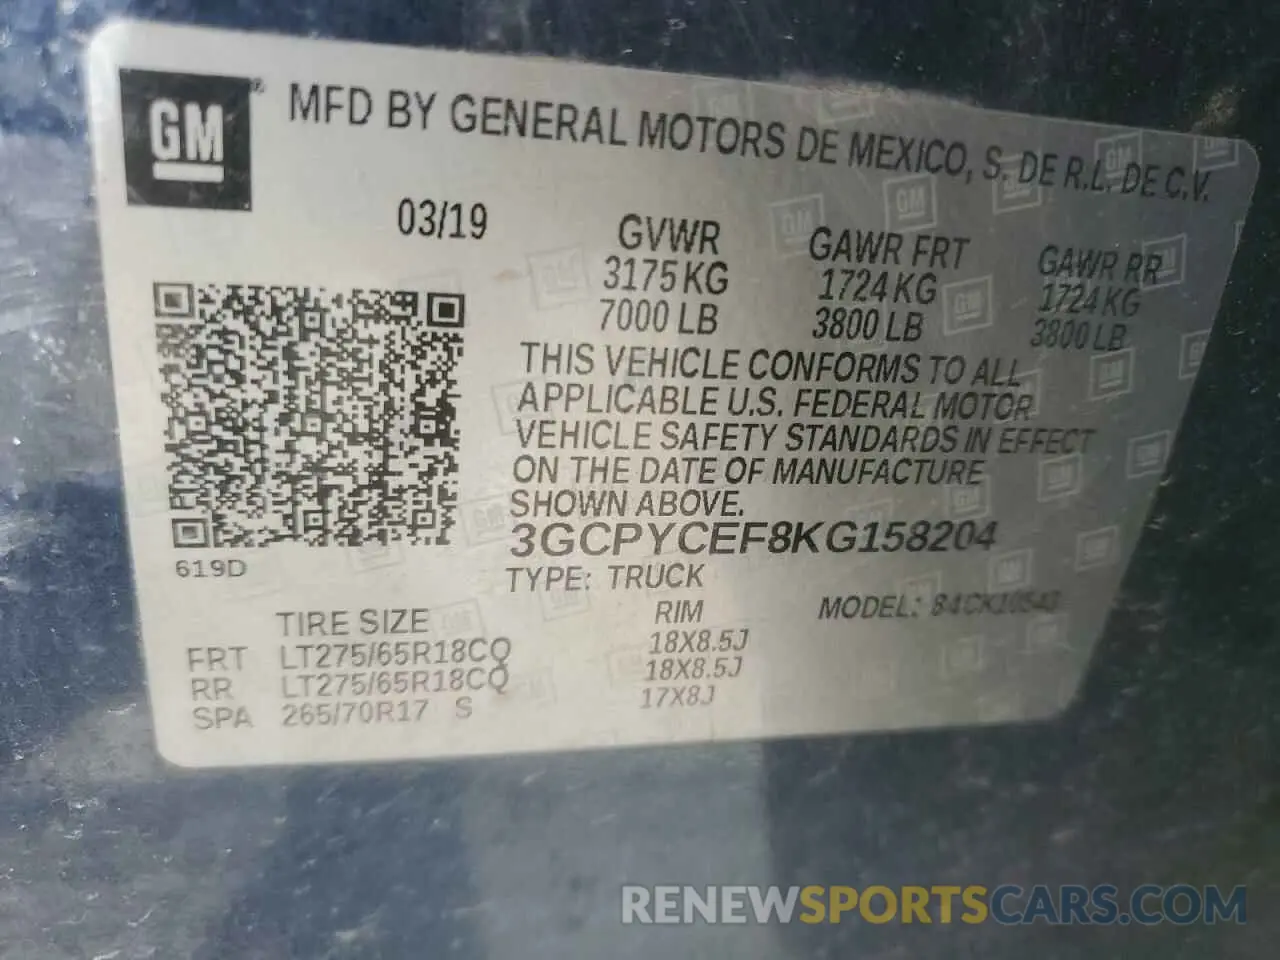 GM
MFD BY GENERAL MOTORS DE MEXICO, S. DE R.L. DE C.V.
03/19
GVWR GAWR FRT GAWR RR
3175 KG 1724 KG 1724 KG
7000 LB 3800 LB 3800 LB
THIS VEHICLE CONFORMS TO ALL
APPLICABLE U.S. FEDERAL MOTOR
VEHICLE SAFETY STANDARDS IN EFFECT
ON THE DATE OF MANUFACTURE
SHOWN ABOVE.
3GCPYCEF8KG158204
619D
TYPE: TRUCK
TIRE SIZE RIM MODEL:
FRT LT275/65R18CQ 18X8.5J
RR LT275/65R18CQ 18X8.5J
SPA 265/70R17 S 17X8J
RENEWSPORTSCARS.COM